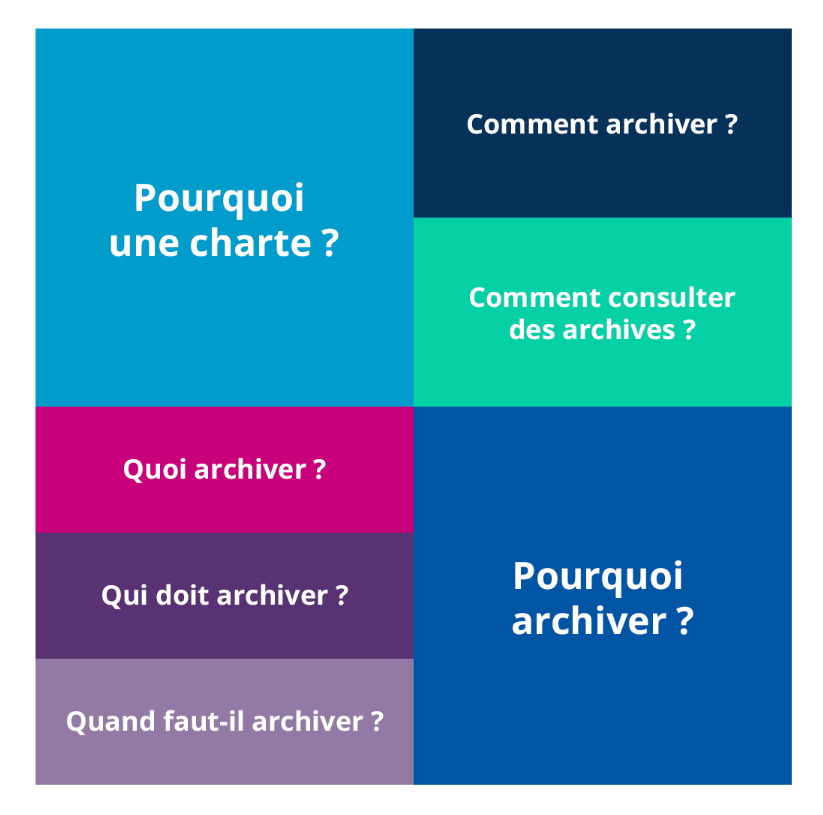 Pourquoi
une charte ?
Comment archiver ?
Comment consulter
des archives ?
Quoi archiver ?
Qui doit archiver ?
Quand faut-il archiver ?
Pourquoi
archiver ?